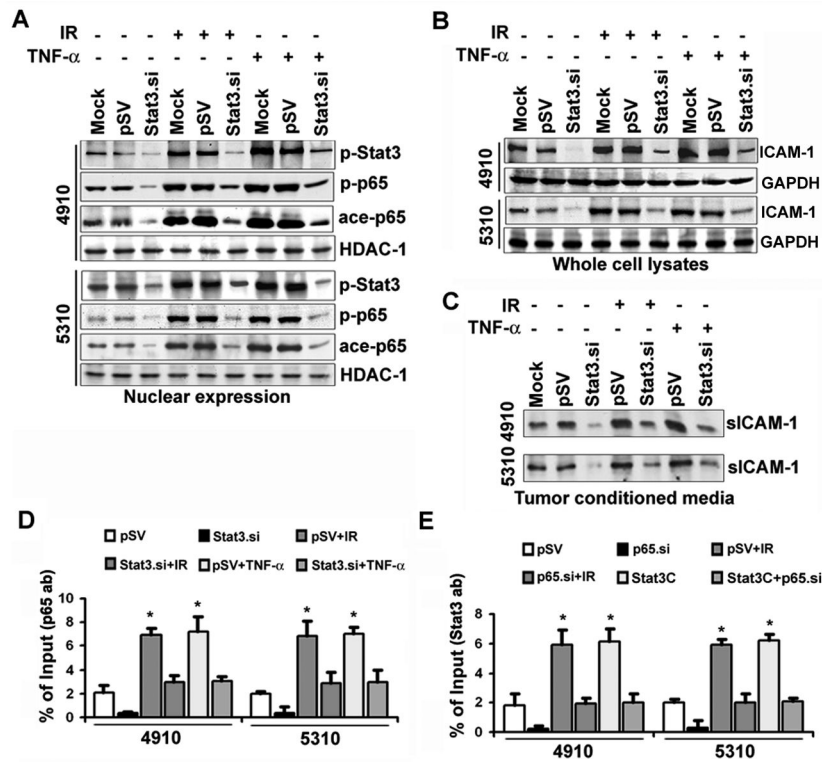 A
IR - - - + + + - - -
TNF-α - - - - - - + + +
Mock pSV Stat3.si Mock pSV Stat3.si Mock pSV Stat3.si
4910
p-Stat3
p-p65
ace-p65
HDAC-1
5310
p-Stat3
p-p65
ace-p65
HDAC-1
Nuclear expression
B
IR - - - + + + - - -
TNF-α - - - - - - + + +
Mock pSV Stat3.si Mock pSV Stat3.si Mock pSV Stat3.si
4910
ICAM-1
GAPDH
5310
ICAM-1
GAPDH
Whole cell lysates
C
IR - - - + + - -
TNF-α - - - - - + +
Mock pSV Stat3.si pSV Stat3.si pSV Stat3.si
4910 sICAM-1
5310 sICAM-1
Tumor conditioned media
D
pSV Stat3.si pSV+IR
Stat3.si+IR pSV+TNF-α Stat3.si+TNF-α
% of Input (p65 ab)
10
8
6
4
2
0
* * * *
4910 5310
E
pSV p65.si pSV+IR
p65.si+IR Stat3C Stat3C+p65.si
% of Input (Stat3 ab)
8
6
4
2
0
* * * *
4910 5310